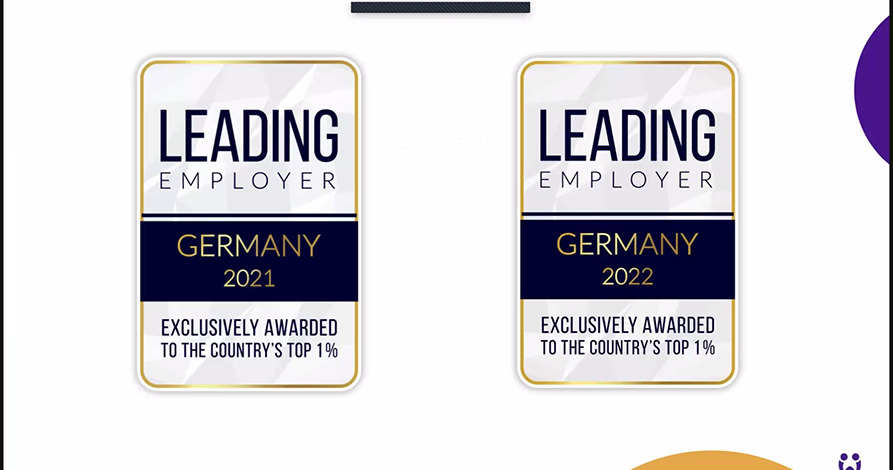 LEADING
EMPLOYER
GERMANY
2021
EXCLUSIVELY AWARDED
TO THE COUNTRY'S TOP 1%
LEADING
EMPLOYER
GERMANY
2022
EXCLUSIVELY AWARDED
TO THE COUNTRY'S TOP 1%